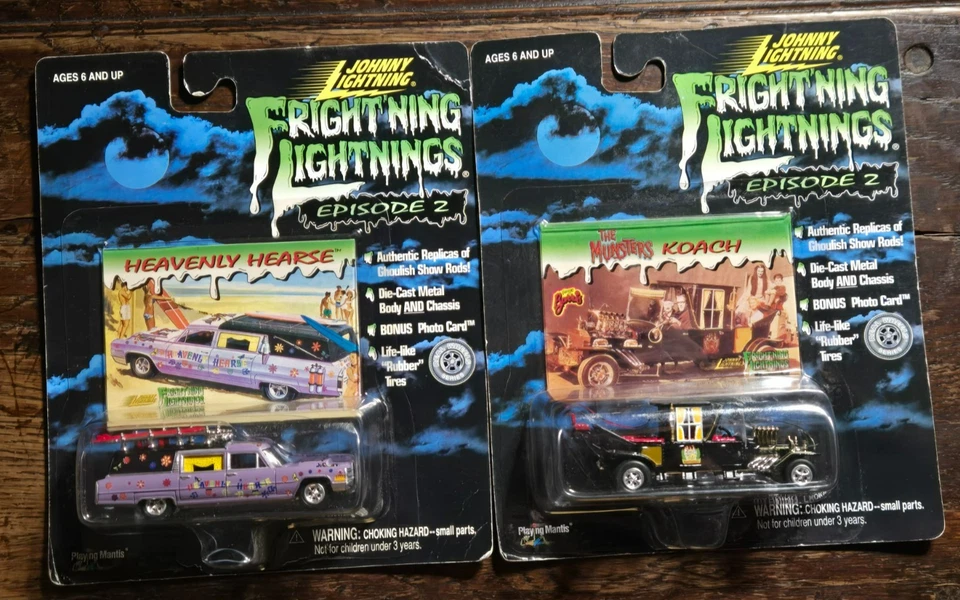 AGES 6 AND UP
JOHNNY
LIGHTNING®
FRIGHT'NING
LIGHTNINGS®
EPISODE 2
HEAVENLY HEARSE™
Authentic Replicas of
Ghoulish Show Rods!
Die-Cast Metal
Body AND Chassis
BONUS Photo Card™
Life-like
"Rubber"
Tires
HEAVENLY HEARSE
WARNING: CHOKING HAZARD--small parts.
Not for children under 3 years.
Playing Mantis
AGES 6 AND UP
JOHNNY
LIGHTNING®
FRIGHT'NING
LIGHTNINGS®
EPISODE 2
THE
MUNSTERS KOACH
Authentic Replicas of
Ghoulish Show Rods!
Die-Cast Metal
Body AND Chassis
BONUS Photo Card™
Life-like
"Rubber"
Tires
WARNING: CHOKING HAZARD--small parts.
Not for children under 3 years.
Playing Mantis